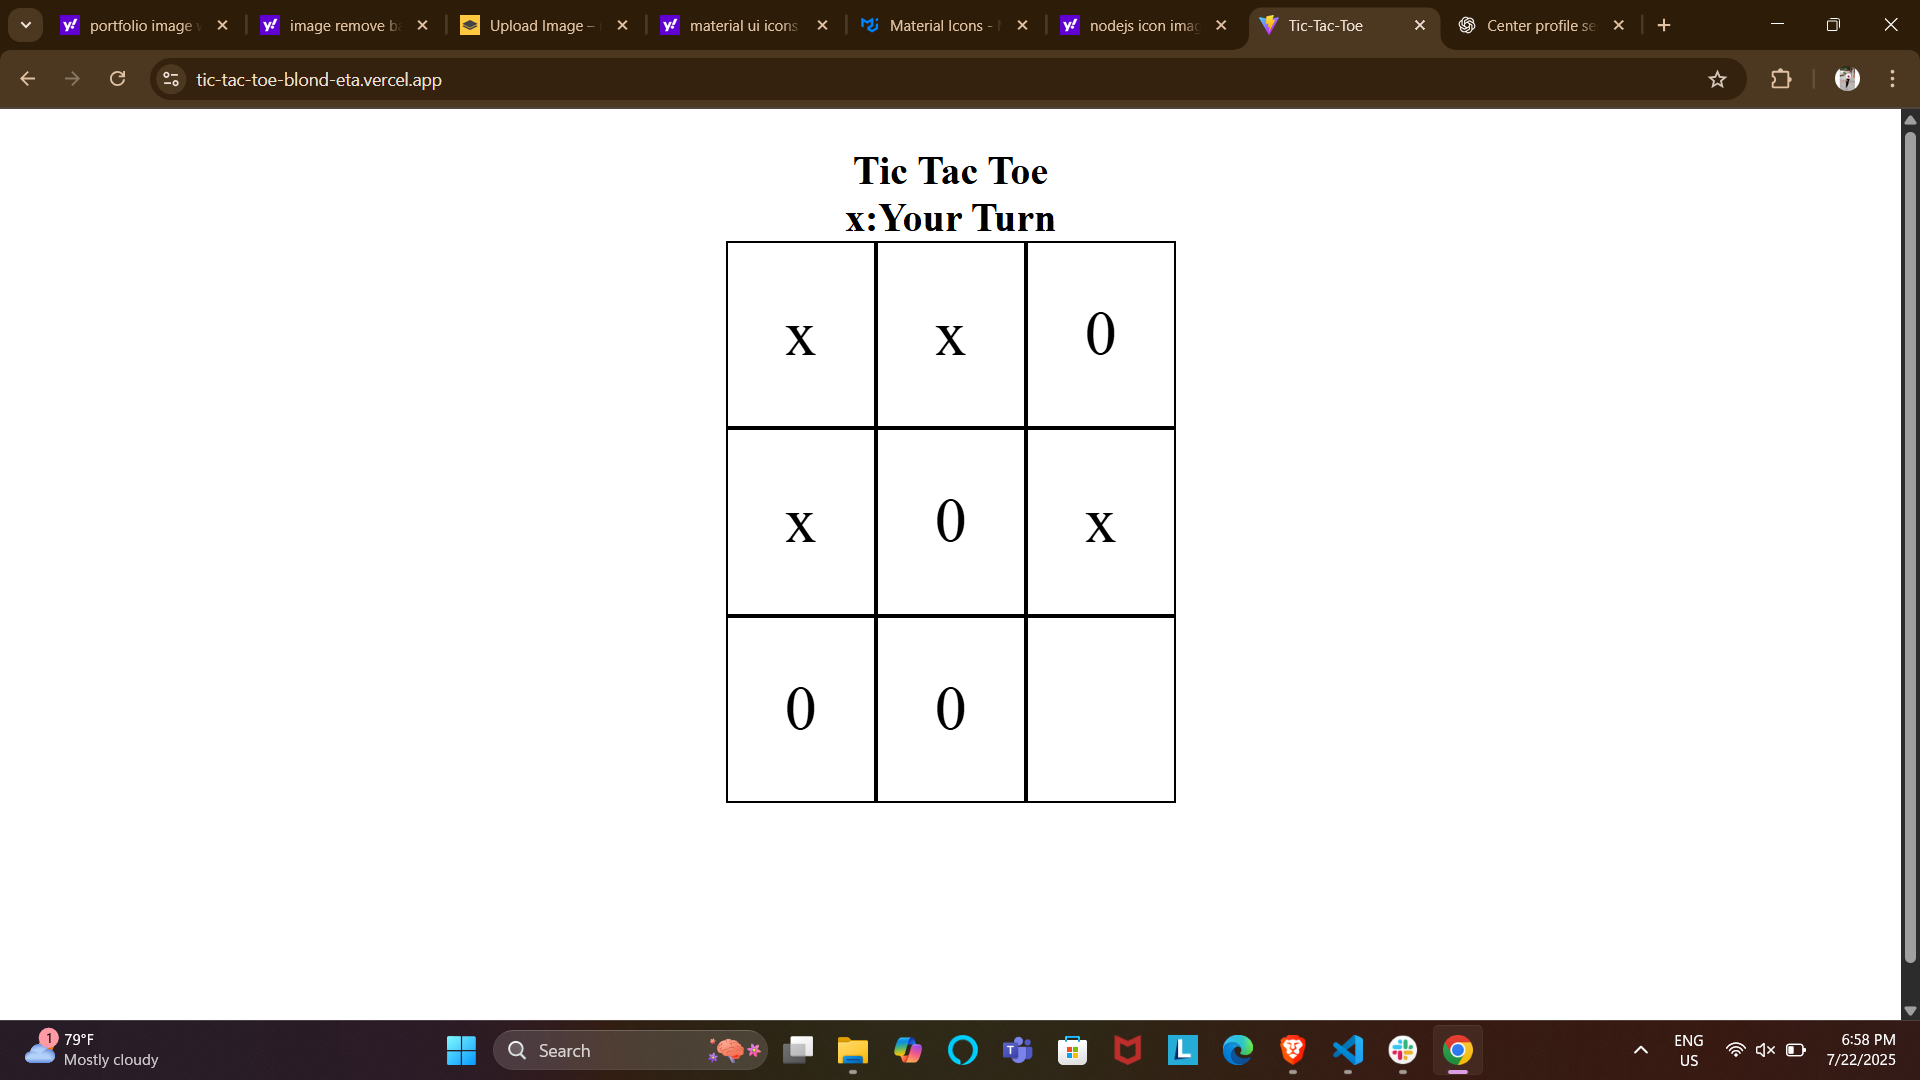 portfolio image
image remove ba
Upload Image –
material ui icons
Material Icons -
nodejs icon imag
Tic-Tac-Toe
Center profile se
tic-tac-toe-blond-eta.vercel.app
Tic Tac Toe
x:Your Turn
x x 0
x 0 x
0 0
1
79°F
Mostly cloudy
Search
ENG
US
6:58 PM
7/22/2025